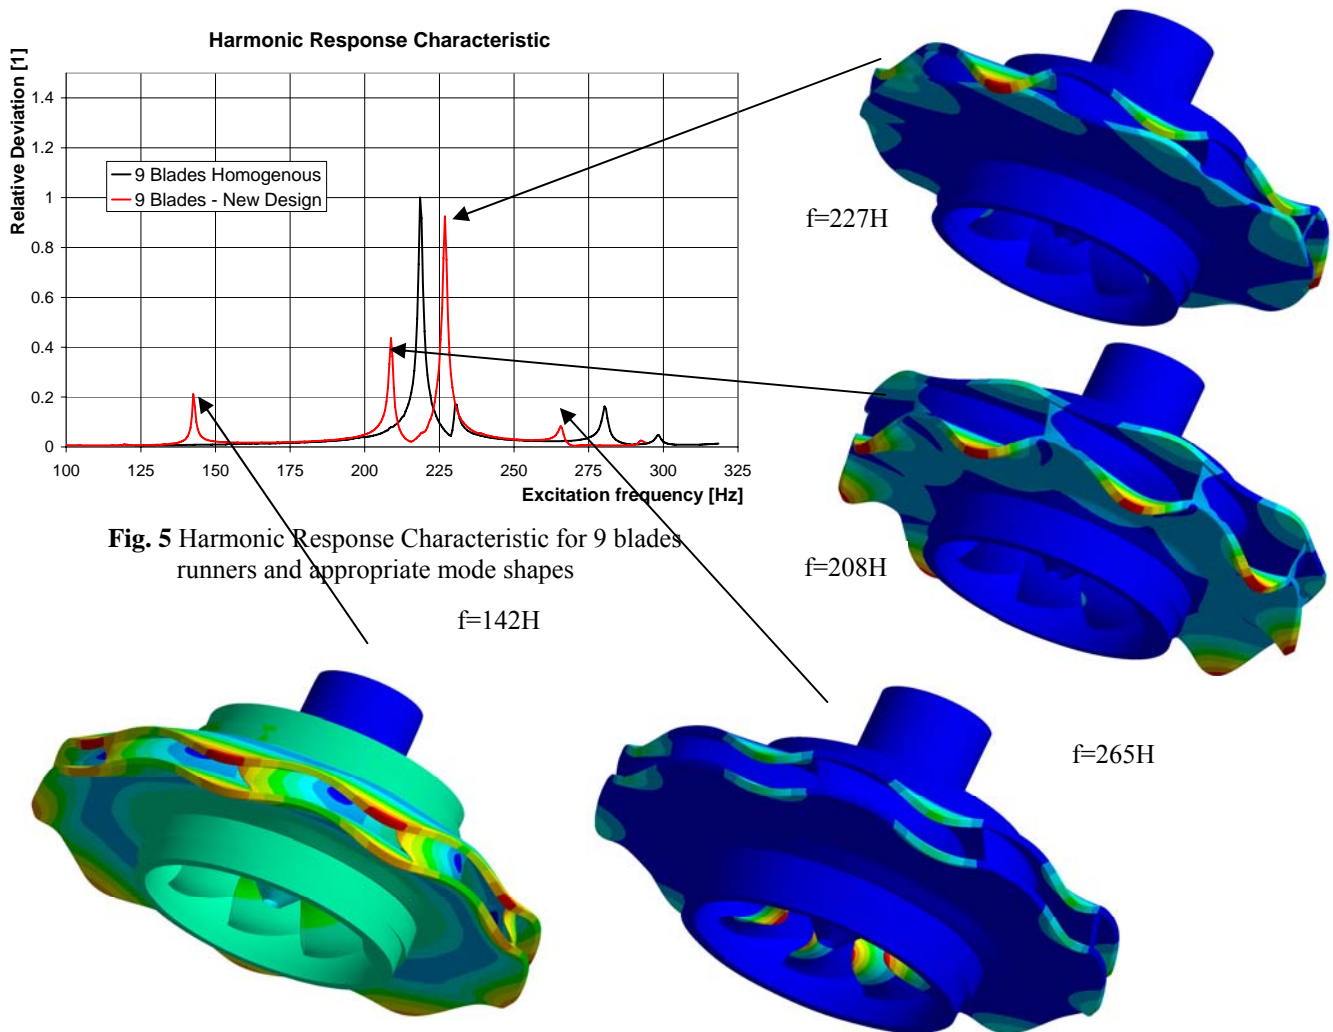 Harmonic Response Characteristic
Relative Deviation [1]
1.4
1.2
1
0.8
0.6
0.4
0.2
0
9 Blades Homogenous
9 Blades - New Design
100 125 150 175 200 225 250 275 300 325
Excitation frequency [Hz]
Fig. 5 Harmonic Response Characteristic for 9 blades
runners and appropriate mode shapes
f=227H
f=208H
f=142H
f=265H